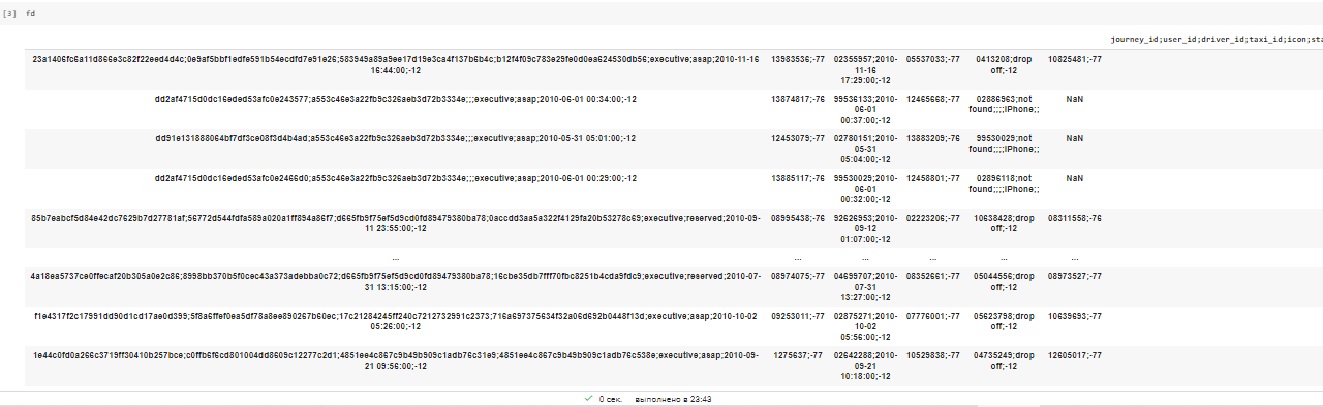 [3] fd
journey_id;user_id;driver_id;taxi_id;icon;sta
23a1406fc6a11d866e3c82f22eed4d4c;0e9af5bbf1edfe591b54ecdfd7e91e26;583949a89a9ee17d19e3ca4f137b6b4c;b12f4f09c783e29fe0d0ea624530db56;executive;asap;2010-11-16 13983536;-77 02355957;2010- 05537033;-77 0413208;drop 10825481;-77
16:44:00;-12 11-16 off;-12
17:29:00;-12
dd2af4715d0dc16eded53afc0e243577;a553c46e3a22fb9c326aeb3d72b3334e;;;executive;asap;2010-06-01 00:34:00;-12 13874817;-76 99536133;2010- 12465668;-77 02886963;not NaN
06-01 found;;;;iPhone;;
00:37:00;-12
dd91e131888064bf7df3ce08f3d4b4ad;a553c46e3a22fb9c326aeb3d72b3334e;;;executive;asap;2010-05-31 05:01:00;-12 12453079;-76 02780151;2010- 13883209;-76 99530029;not NaN
05-31 found;;;;iPhone;;
05:04:00;-12
dd2af4715d0dc16eded53afc0e2466d0;a553c46e3a22fb9c326aeb3d72b3334e;;;executive;asap;2010-06-01 00:29:00;-12 13885117;-76 99530029;2010- 12458801;-77 02896118;not NaN
06-01 found;;;;iPhone;;
00:32:00;-12
85b7eabcf5d84e42dc7629b7d27781af;56772d544fdfa589a020a1ff894a86f7;d665fb9f75ef5d9cd0fd89479380ba78;0accdd3aa5a322f4129fa20b53278c69;executive;reserved;2010-09- 08995438;-76 92626953;2010- 02223206;-77 10638428;drop 08311558;-76
11 23:55:00;-12 09-12 off;-12
01:07:00;-12
... ... ... ... ... ...
4a18ea5737ce0ffecaf20b305a0e2c86;8998bb370b5f0cec43a373adebba0c72;d665fb9f75ef5d9cd0fd89479380ba78;16cbe35db7fff70fbc8251b4cda9fdc9;executive;reserved;2010-07- 08974075;-77 04699707;2010- 08352661;-77 05044556;drop 08973527;-77
31 13:15:00;-12 07-31 off;-12
13:27:00;-12
f1e4317f2c17991dd90d1cd17ae0d399;5f8a6ffef0ea5df78a8ee890267b60ec;17c21284245ff240c7212732991c2373;716a697375634f32a06d692b0448f13d;executive;asap;2010-10-02 09253011;-77 02875271;2010- 07776001;-77 05623798;drop 10639693;-77
05:26:00;-12 10-02 off;-12
05:56:00;-12
1e44c0fd0a266c3719ff30410b257bce;c0ffb6f6cd801004dd8609c12277c2d1;4851ee4c867c9b49b909c1adb76c31e9;4851ee4c867c9b49b909c1adb76c538e;executive;asap;2010-09- 1275637;-77 02642288;2010- 10529838;-77 04735249;drop 12605017;-77
21 09:56:00;-12 09-21 off;-12
10:18:00;-12
0 сек. выполнено в 23:43